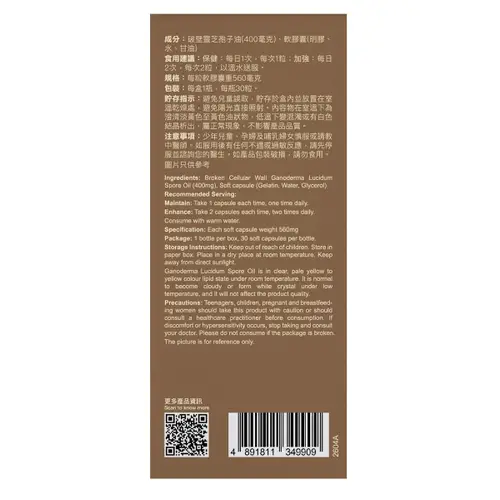 成分：破壁靈芝孢子油(400毫克)、軟膠囊(明膠、
水、甘油)
食用建議：保健：每日1次，每次1粒；加強：每日
2次，每次2粒，以溫水送服。
規格：每粒軟膠囊重560毫克
包裝：每盒1瓶，每瓶30粒。
貯存指示：避免兒童誤取，貯存於盒內並放置在室
溫乾燥處。避免陽光直接照射。內容物在室溫下為
澄清淡黃色至黃色油狀物，低溫下變混濁或有白色
結晶析出，屬正常現象，不影響產品品質。
注意事項：少年兒童、孕婦及哺乳婦女慎服或請教
中醫師。如服用後有任何不適或過敏反應，請先停
服並諮詢您的醫生。如產品包裝破損，請勿食用。
圖片只供參考
Ingredients: Broken Cellular Wall Ganoderma Lucidum
Spors Oil (400mg), Soft capsule (Gelatin, Water, Glycerol)
Recommended Serving:
Maintain: Take 1 capsule each time, one time daily.
Enhance: Take 2 capsules each time, two times daily.
Consume with warm water.
Specification: Each soft capsule weight 560mg
Package: 1 bottle per box, 30 soft capsules per bottle.
Storage Instructions: Keep out of reach of children. Store in
paper box: Place in a dry place at room temperature. Keep
away from direct sunlight.
Ganoderma Lucidum Spores Oil is in clear, pale yellow to
yellow colour lipid state under room temperature. It is normal
to become cloudy or form white crystal under low
temperature, and it will not affect the product quality.
Precautions: Teenagers, children, pregnant and breastfeed-
ing women should take this product with caution or should
consult a healthcare practitioner before consumption. If
discomfort or hypersensitivity occurs, stop taking and consult
your doctor. Please do not consume if the package is broken.
The picture is for reference only.
更多產品資訊
Scan to know more
4 891811 349909
2604A